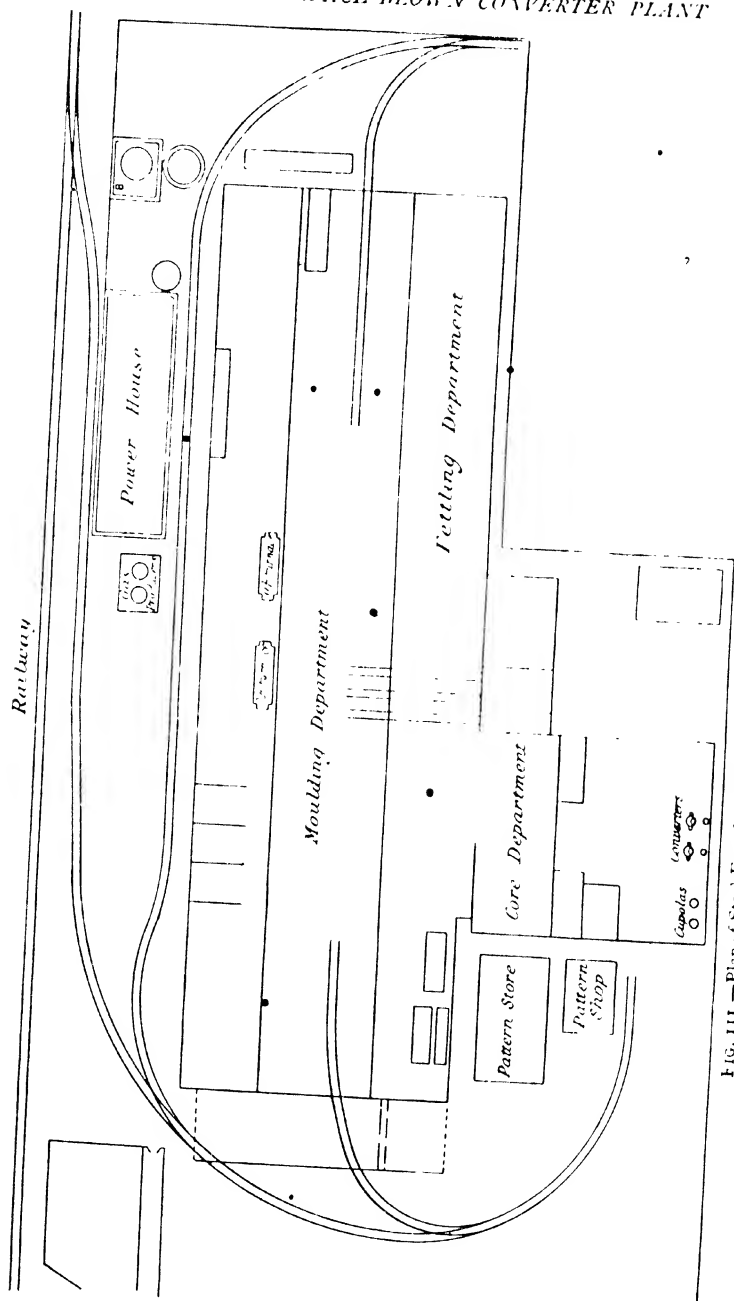 BLOWN CONVERTER PLANT
Railway
B
Power House
Gas
Moulding Department
Fettling Department
Core Department
Converters
Cupolas
Pattern Store
Pattern
Shop
FIG. 111.—Plan of Steel